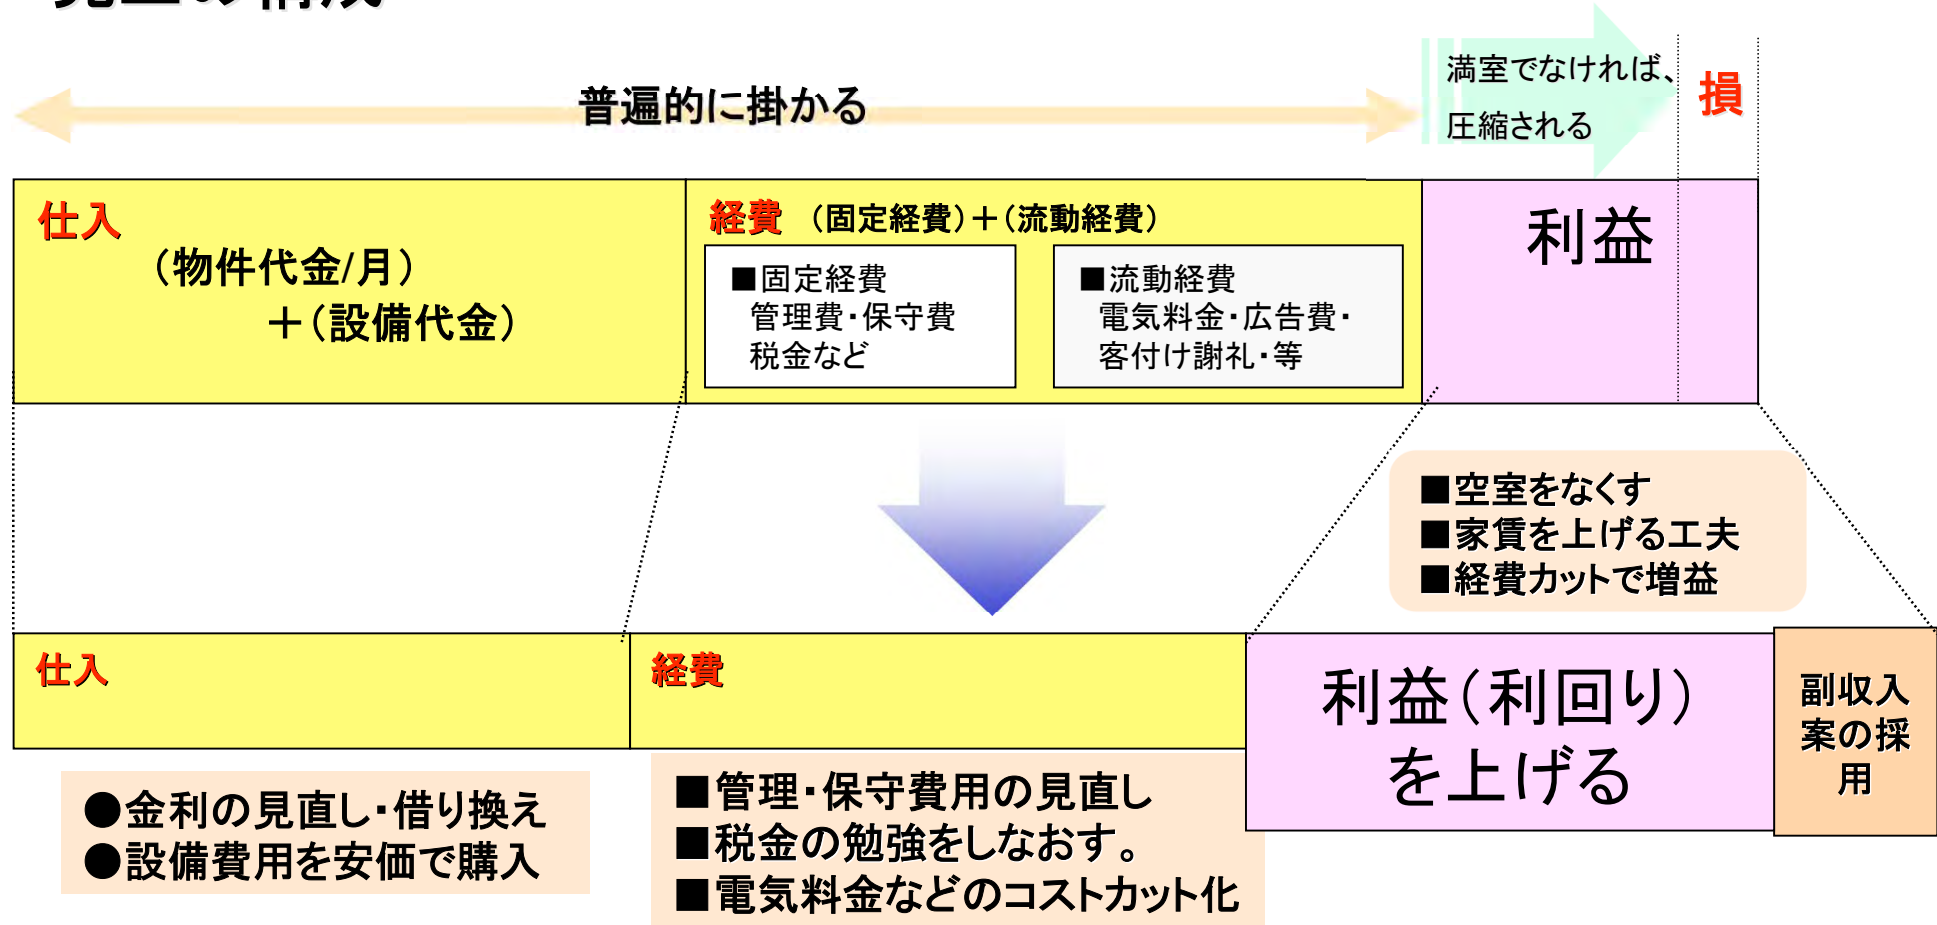 普遍的に掛かる
満室でなければ、
圧縮される
損
仕入
（物件代金/月）
＋（設備代金）
経費 （固定経費）＋（流動経費）
■固定経費
管理費・保守費
税金など
■流動経費
電気料金・広告費・
客付け謝礼・等
利益
■空室をなくす
■家賃を上げる工夫
■経費カットで増益
仕入
経費
利益（利回り）
を上げる
副収入
案の採
用
●金利の見直し・借り換え
●設備費用を安価で購入
■管理・保守費用の見直し
■税金の勉強をしなおす。
■電気料金などのコストカット化